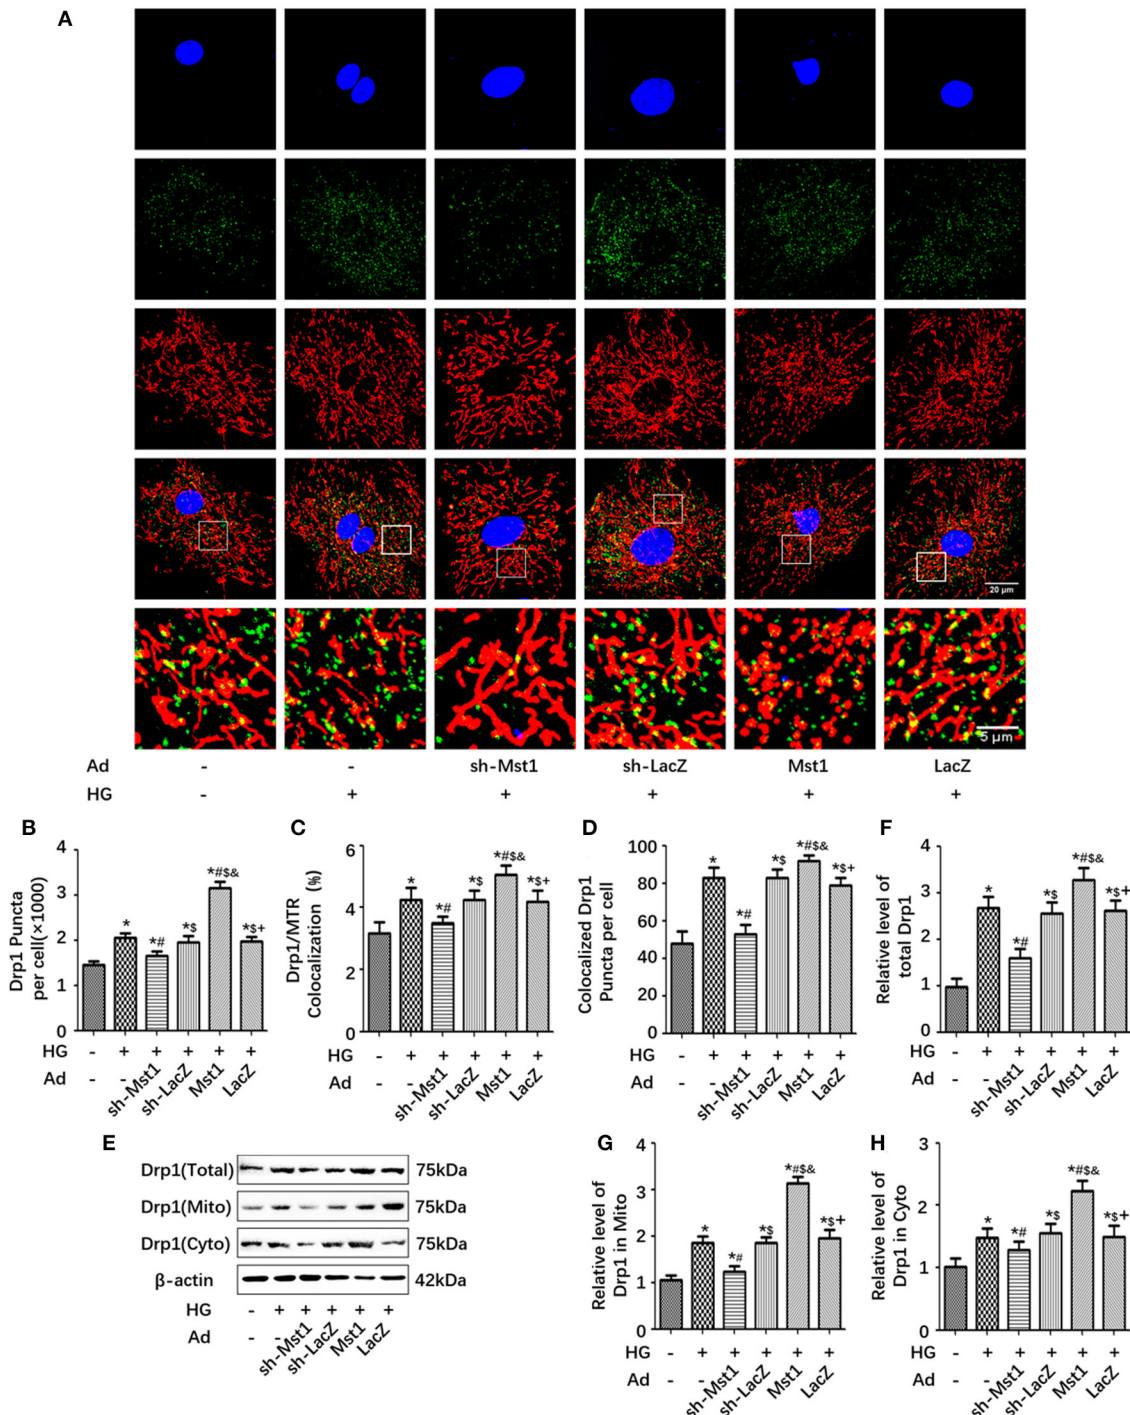 A
20 μm
5 μm
Ad - - sh-Mst1 sh-LacZ Mst1 LacZ
HG - + + + + +
B
Drp1 Puncta
per cell(×1000)
4
3
2
1
0
* *# *$ *#$& *$+
HG - + + + + +
Ad - - sh-Mst1 sh-LacZ Mst1 LacZ
C
Drp1/MTR
Colocalization (%)
6
4
2
0
* *# *$ *#$& *$+
HG - + + + + +
Ad - - sh-Mst1 sh-LacZ Mst1 LacZ
D
Colocalized Drp1
Puncta per cell
100
80
60
40
20
0
* *# *$ *#$& *$+
HG - + + + + +
Ad - - sh-Mst1 sh-LacZ Mst1 LacZ
F
Relative level of
total Drp1
4
3
2
1
0
* *# *$ *#$& *$+
HG - + + + + +
Ad - - sh-Mst1 sh-LacZ Mst1 LacZ
E
Drp1(Total) 75kDa
Drp1(Mito) 75kDa
Drp1(Cyto) 75kDa
β-actin 42kDa
HG - + + + + +
Ad - - sh-Mst1 sh-LacZ Mst1 LacZ
G
Relative level of
Drp1 in Mito
4
3
2
1
0
* *# *$ *#$& *$+
HG - + + + + +
Ad - - sh-Mst1 sh-LacZ Mst1 LacZ
H
Relative level of
Drp1 in Cyto
3
2
1
0
* *# *$ *#$& *$+
HG - + + + + +
Ad - - sh-Mst1 sh-LacZ Mst1 LacZ